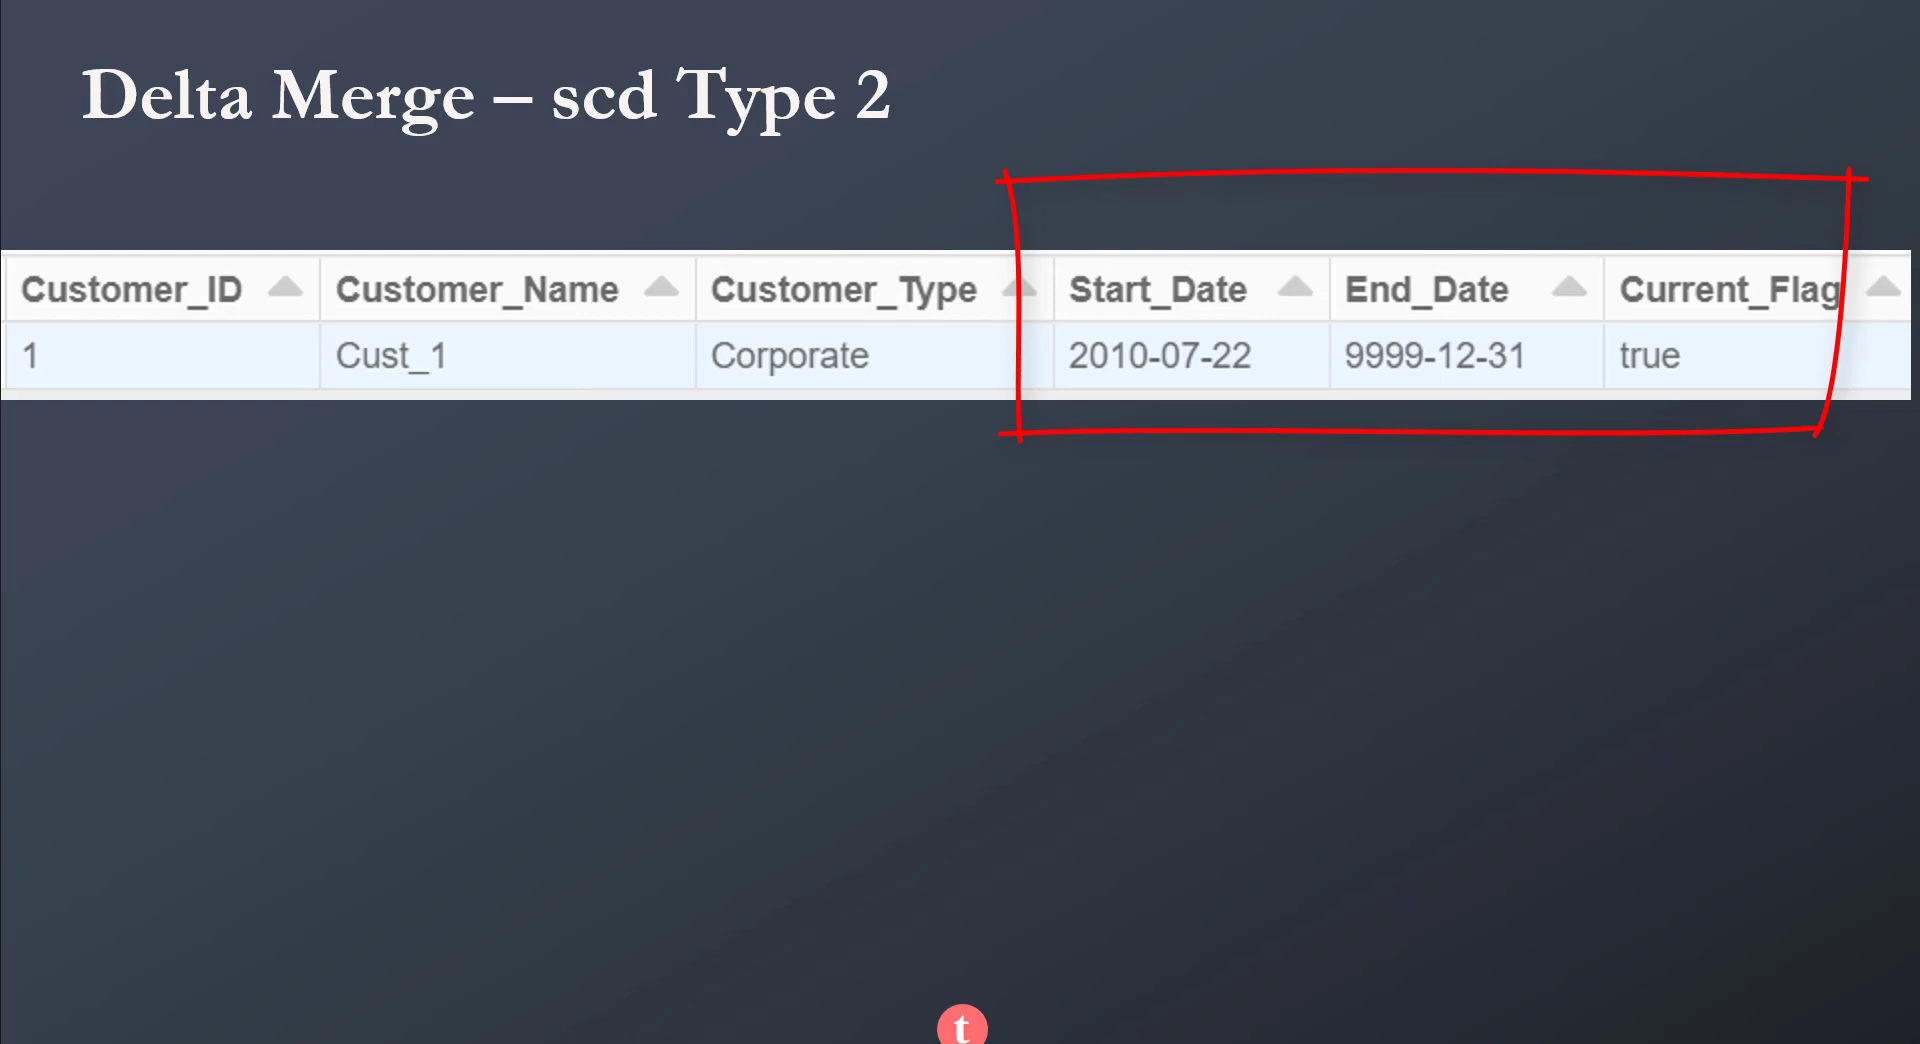 Delta Merge – scd Type 2
Customer_ID Customer_Name Customer_Type Start_Date End_Date Current_Flag
1 Cust_1 Corporate 2010-07-22 9999-12-31 true
t